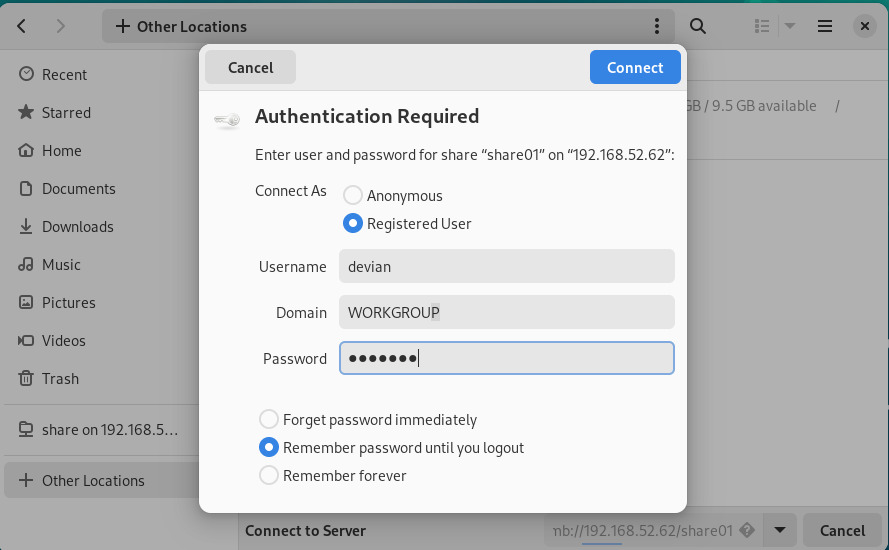 Other Locations
Cancel
Connect
Recent
Starred
Home
Documents
Downloads
Music
Pictures
Videos
Trash
share on 192.168.5…
Other Locations
GB / 9.5 GB available /
Authentication Required
Enter user and password for share “share01” on “192.168.52.62”:
Connect As
Anonymous
Registered User
Username devian
Domain WORKGROUP
Password ●●●●●●●
Forget password immediately
Remember password until you logout
Remember forever
Connect to Server
mb://192.168.52.62/share01
Cancel